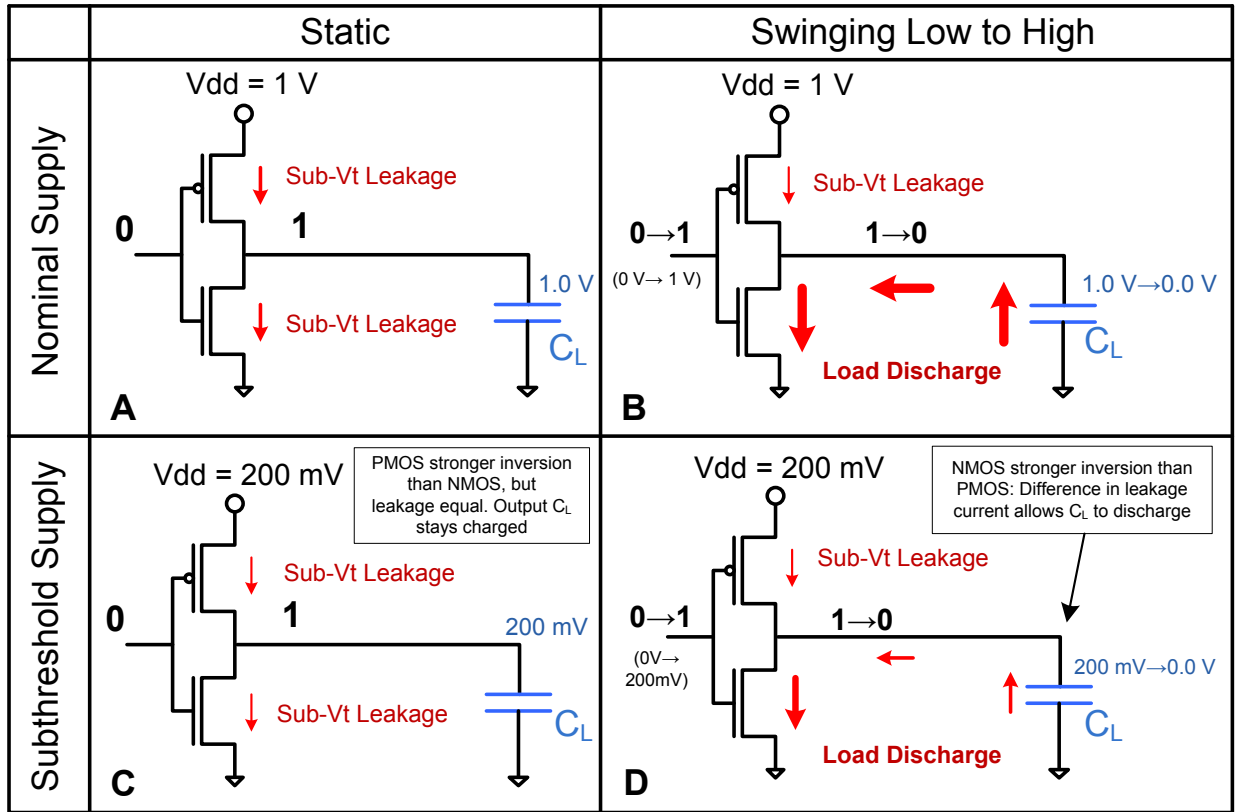 Static
Swinging Low to High
Nominal Supply
Vdd = 1 V
Sub-Vt Leakage
0
1
1.0 V
Sub-Vt Leakage
CL
A
Vdd = 1 V
Sub-Vt Leakage
0→1
1→0
(0 V→ 1 V)
1.0 V→0.0 V
CL
Load Discharge
B
Subthreshold Supply
Vdd = 200 mV
PMOS stronger inversion
than NMOS, but
leakage equal. Output CL
stays charged
Sub-Vt Leakage
0
1
200 mV
Sub-Vt Leakage
CL
C
Vdd = 200 mV
NMOS stronger inversion than
PMOS: Difference in leakage
current allows CL to discharge
Sub-Vt Leakage
0→1
1→0
(0V→
200mV)
200 mV→0.0 V
CL
Load Discharge
D